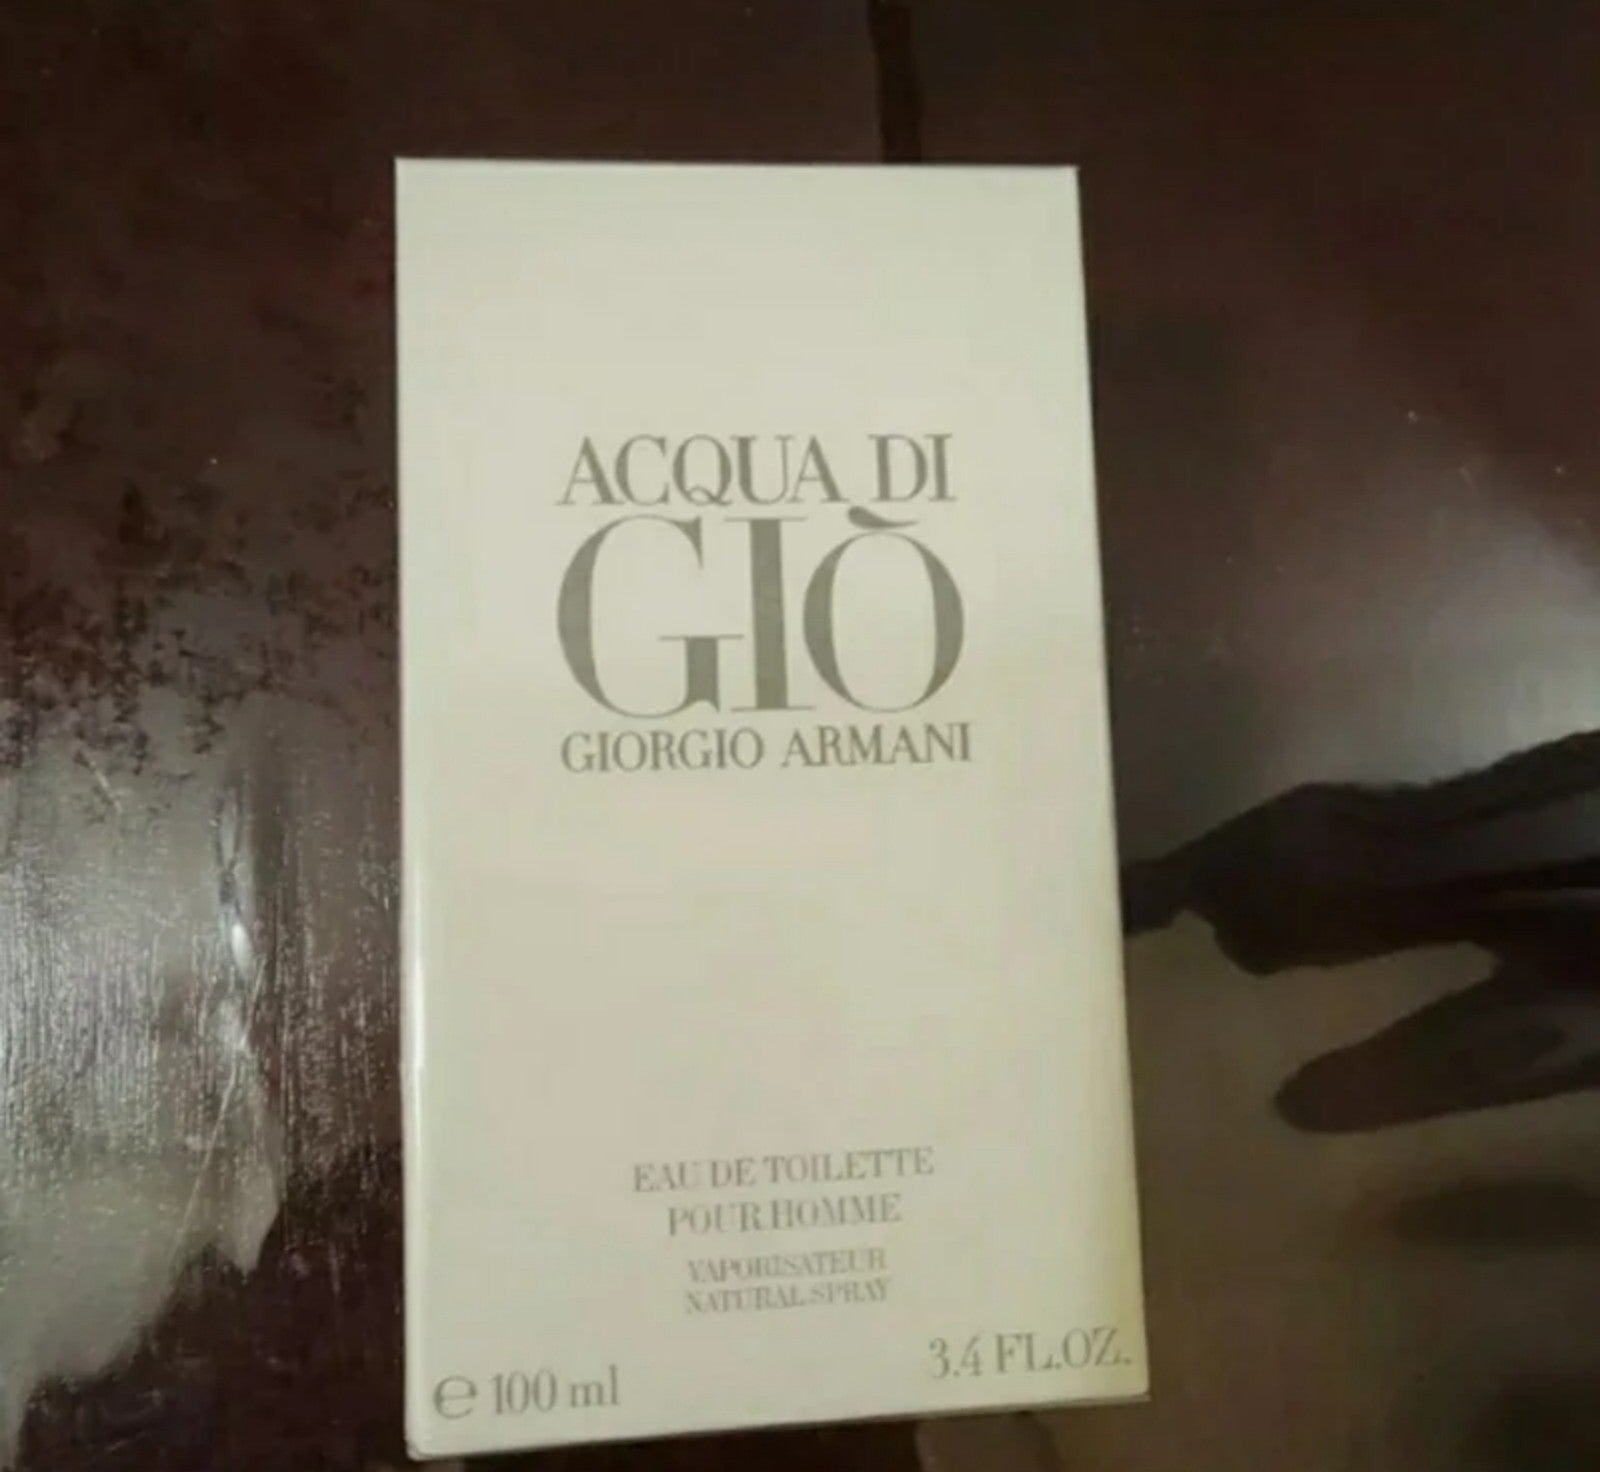 ACQUA DI
GIÒ
GIORGIO ARMANI
EAU DE TOILETTE
POUR HOMME
VAPORISATEUR
NATURAL SPRAY
℮ 100 ml 3.4 FL.OZ.